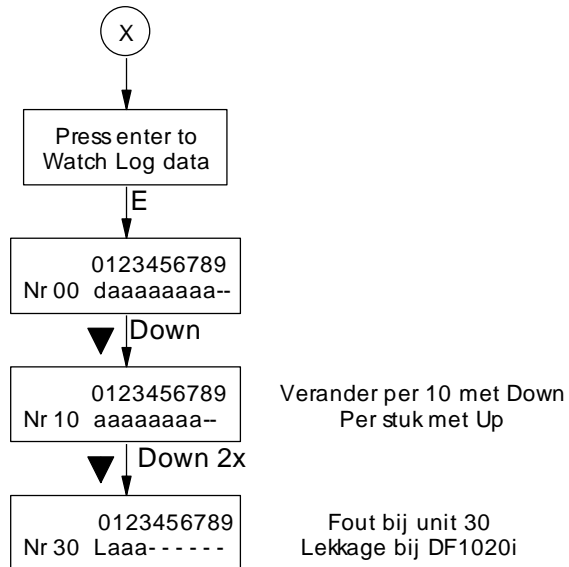 X
Press enter to
Watch Log data
E
0123456789
Nr 00 daaaaaaaa--
Down
0123456789
Nr 10 aaaaaaaa--
Verander per 10 met Down
Per stuk met Up
Down 2x
0123456789
Nr 30 Laaa- - - - - -
Fout bij unit 30
Lekkage bij DF1020i